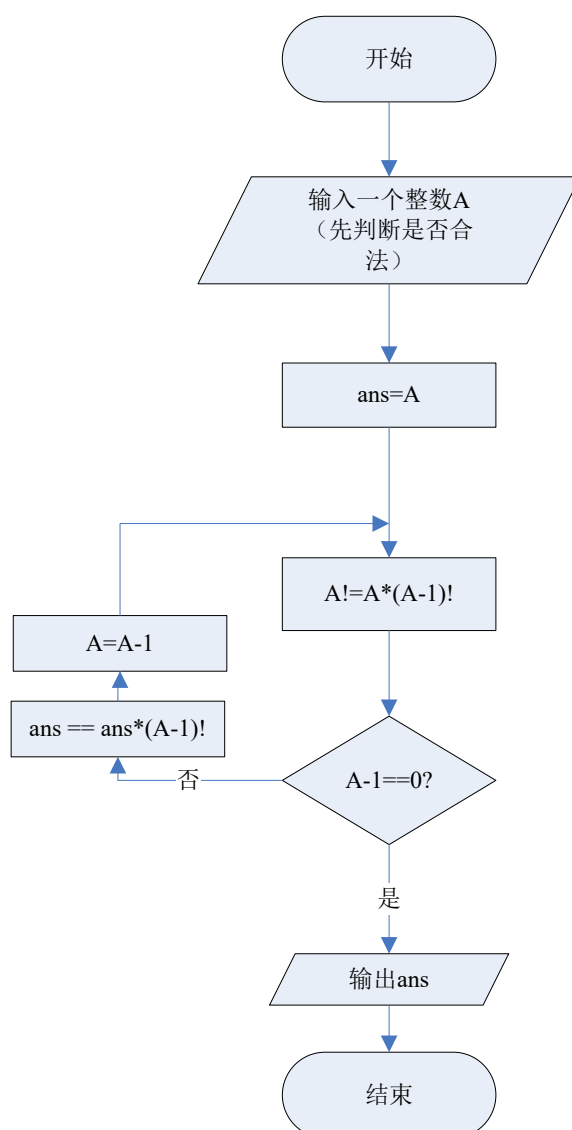 开始
输入一个整数A
（先判断是否合
法）
ans=A
A!=A*(A-1)!
A=A-1
ans == ans*(A-1)!
否
A-1==0?
是
输出ans
结束